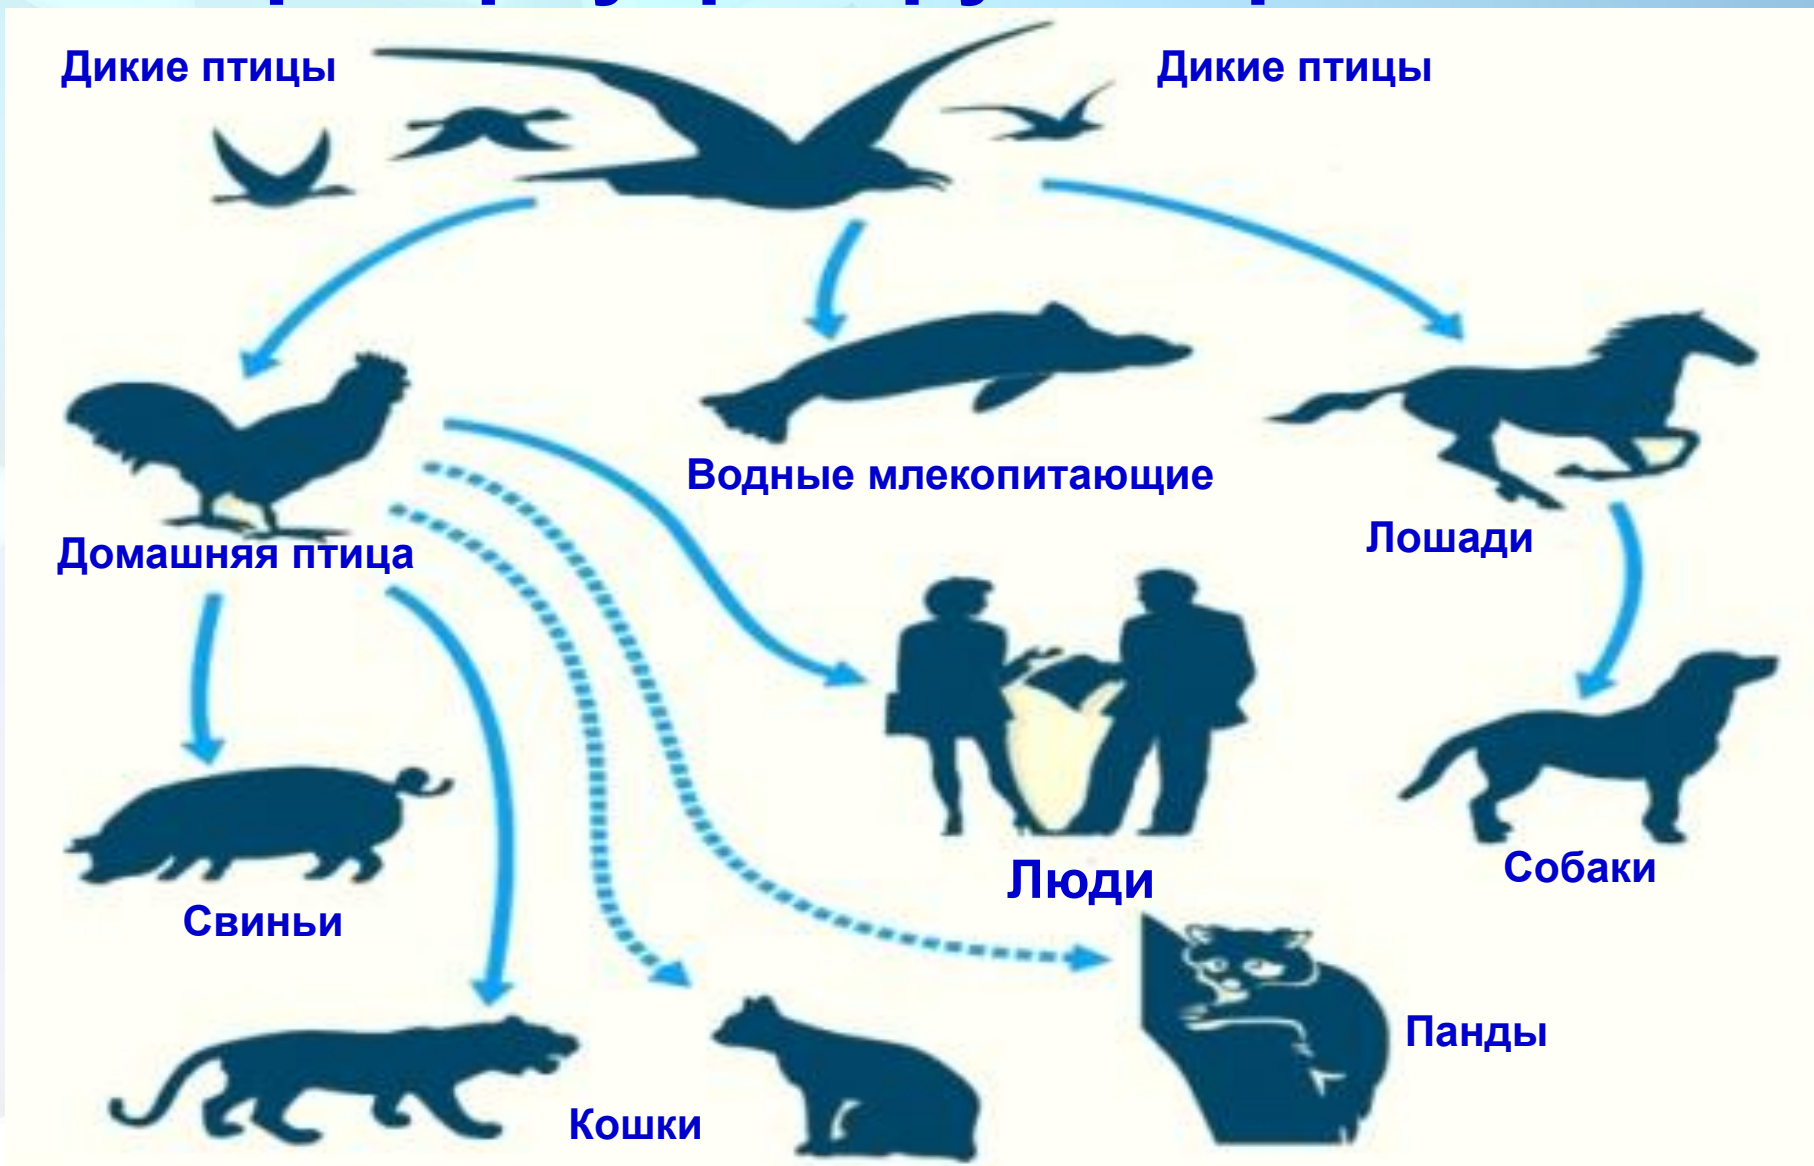 Дикие птицы
Дикие птицы
Водные млекопитающие
Лошади
Домашняя птица
Люди
Собаки
Свиньи
Панды
Кошки